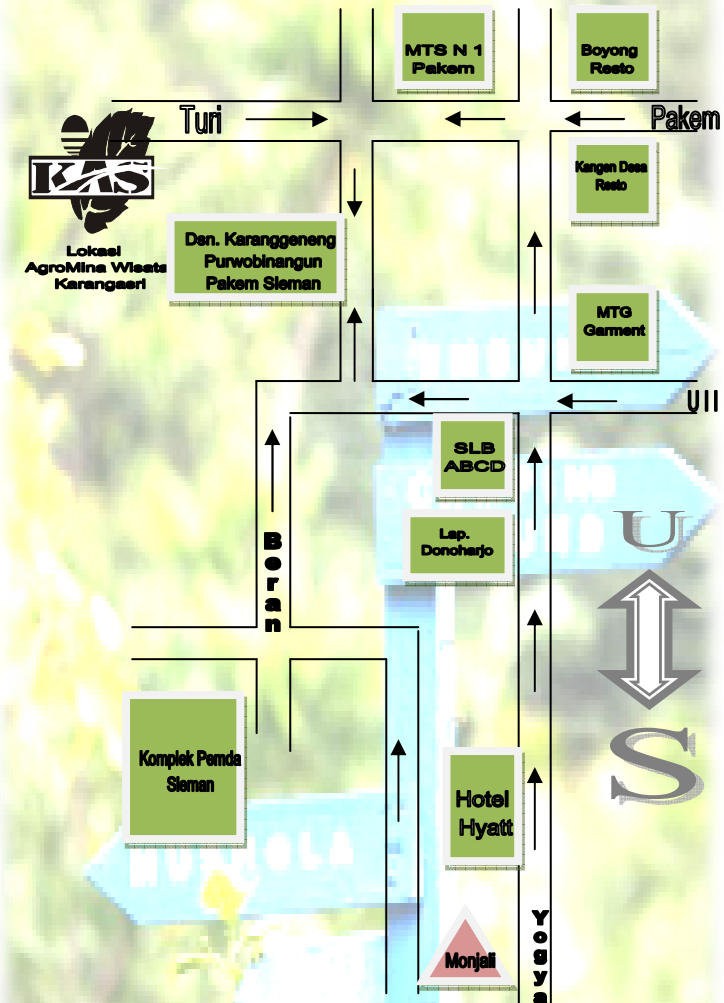 MTS N 1
Pakem
Boyong
Resto
Turi
Pakem
KAS
Kangen Desa
Resto
Lokasi
AgroMina Wisata
Karangasri
Dsn. Karanggeneng
Purwobinangun
Pakem Sleman
MTG
Garment
UII
SLB
ABCD
Lap.
Donoharjo
U
Beran
S
Komplek Pemda
Sleman
Hotel
Hyatt
Monjali
Yogya